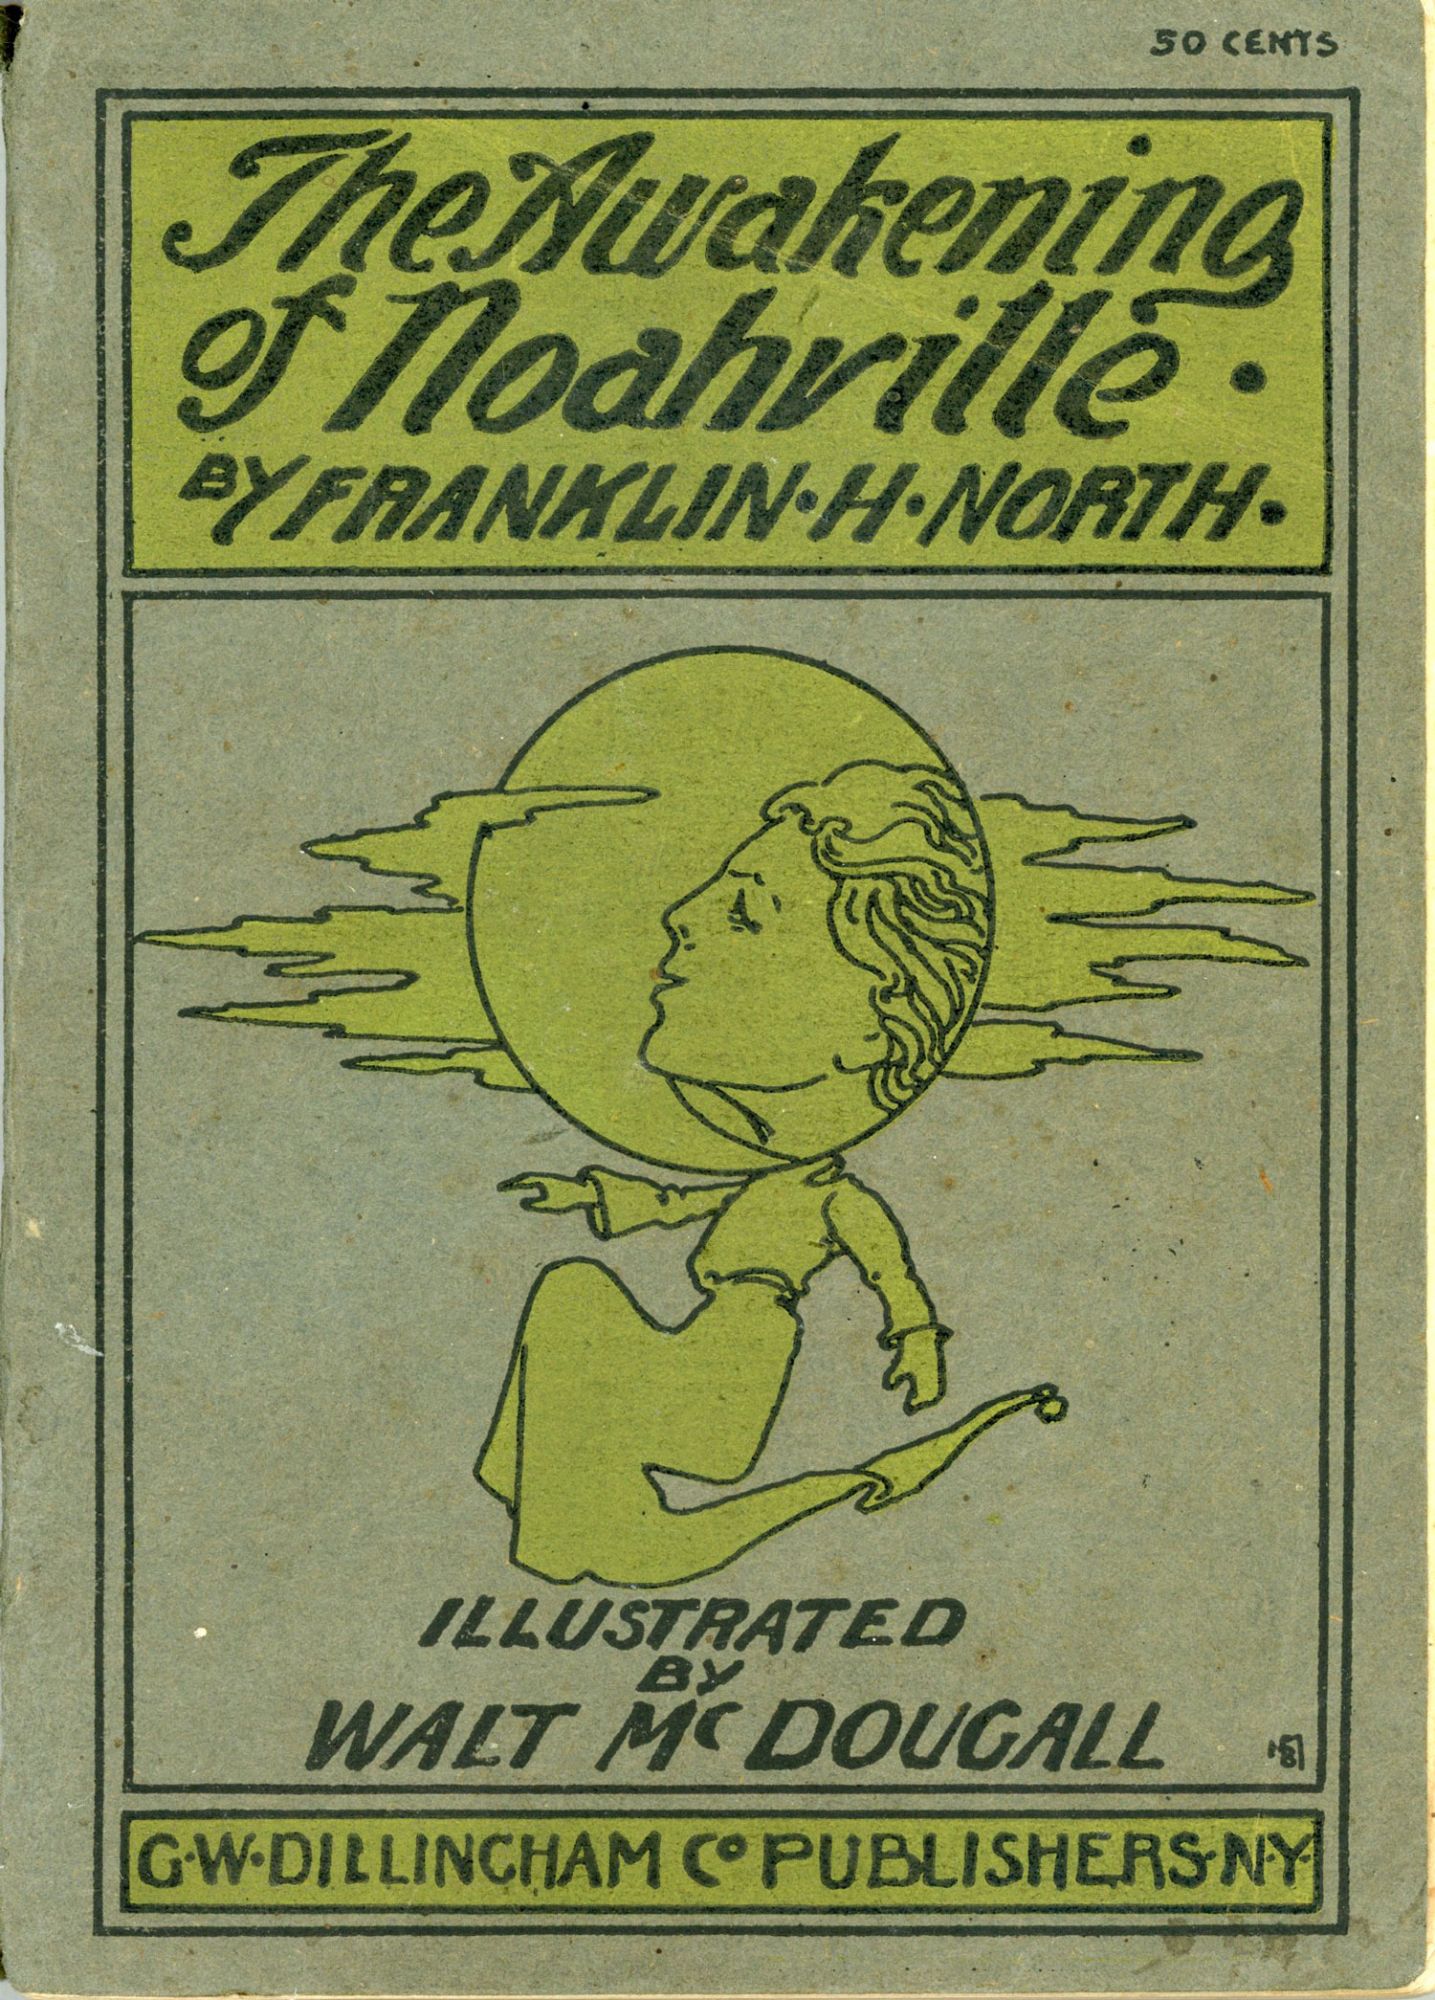 50 CENTS
The Awakening
of Noahville.
BY FRANKLIN·H·NORTH.
ILLUSTRATED
BY
WALT McDOUGALL
G·W·DILLINGHAM Co PUBLISHERS·N·Y·